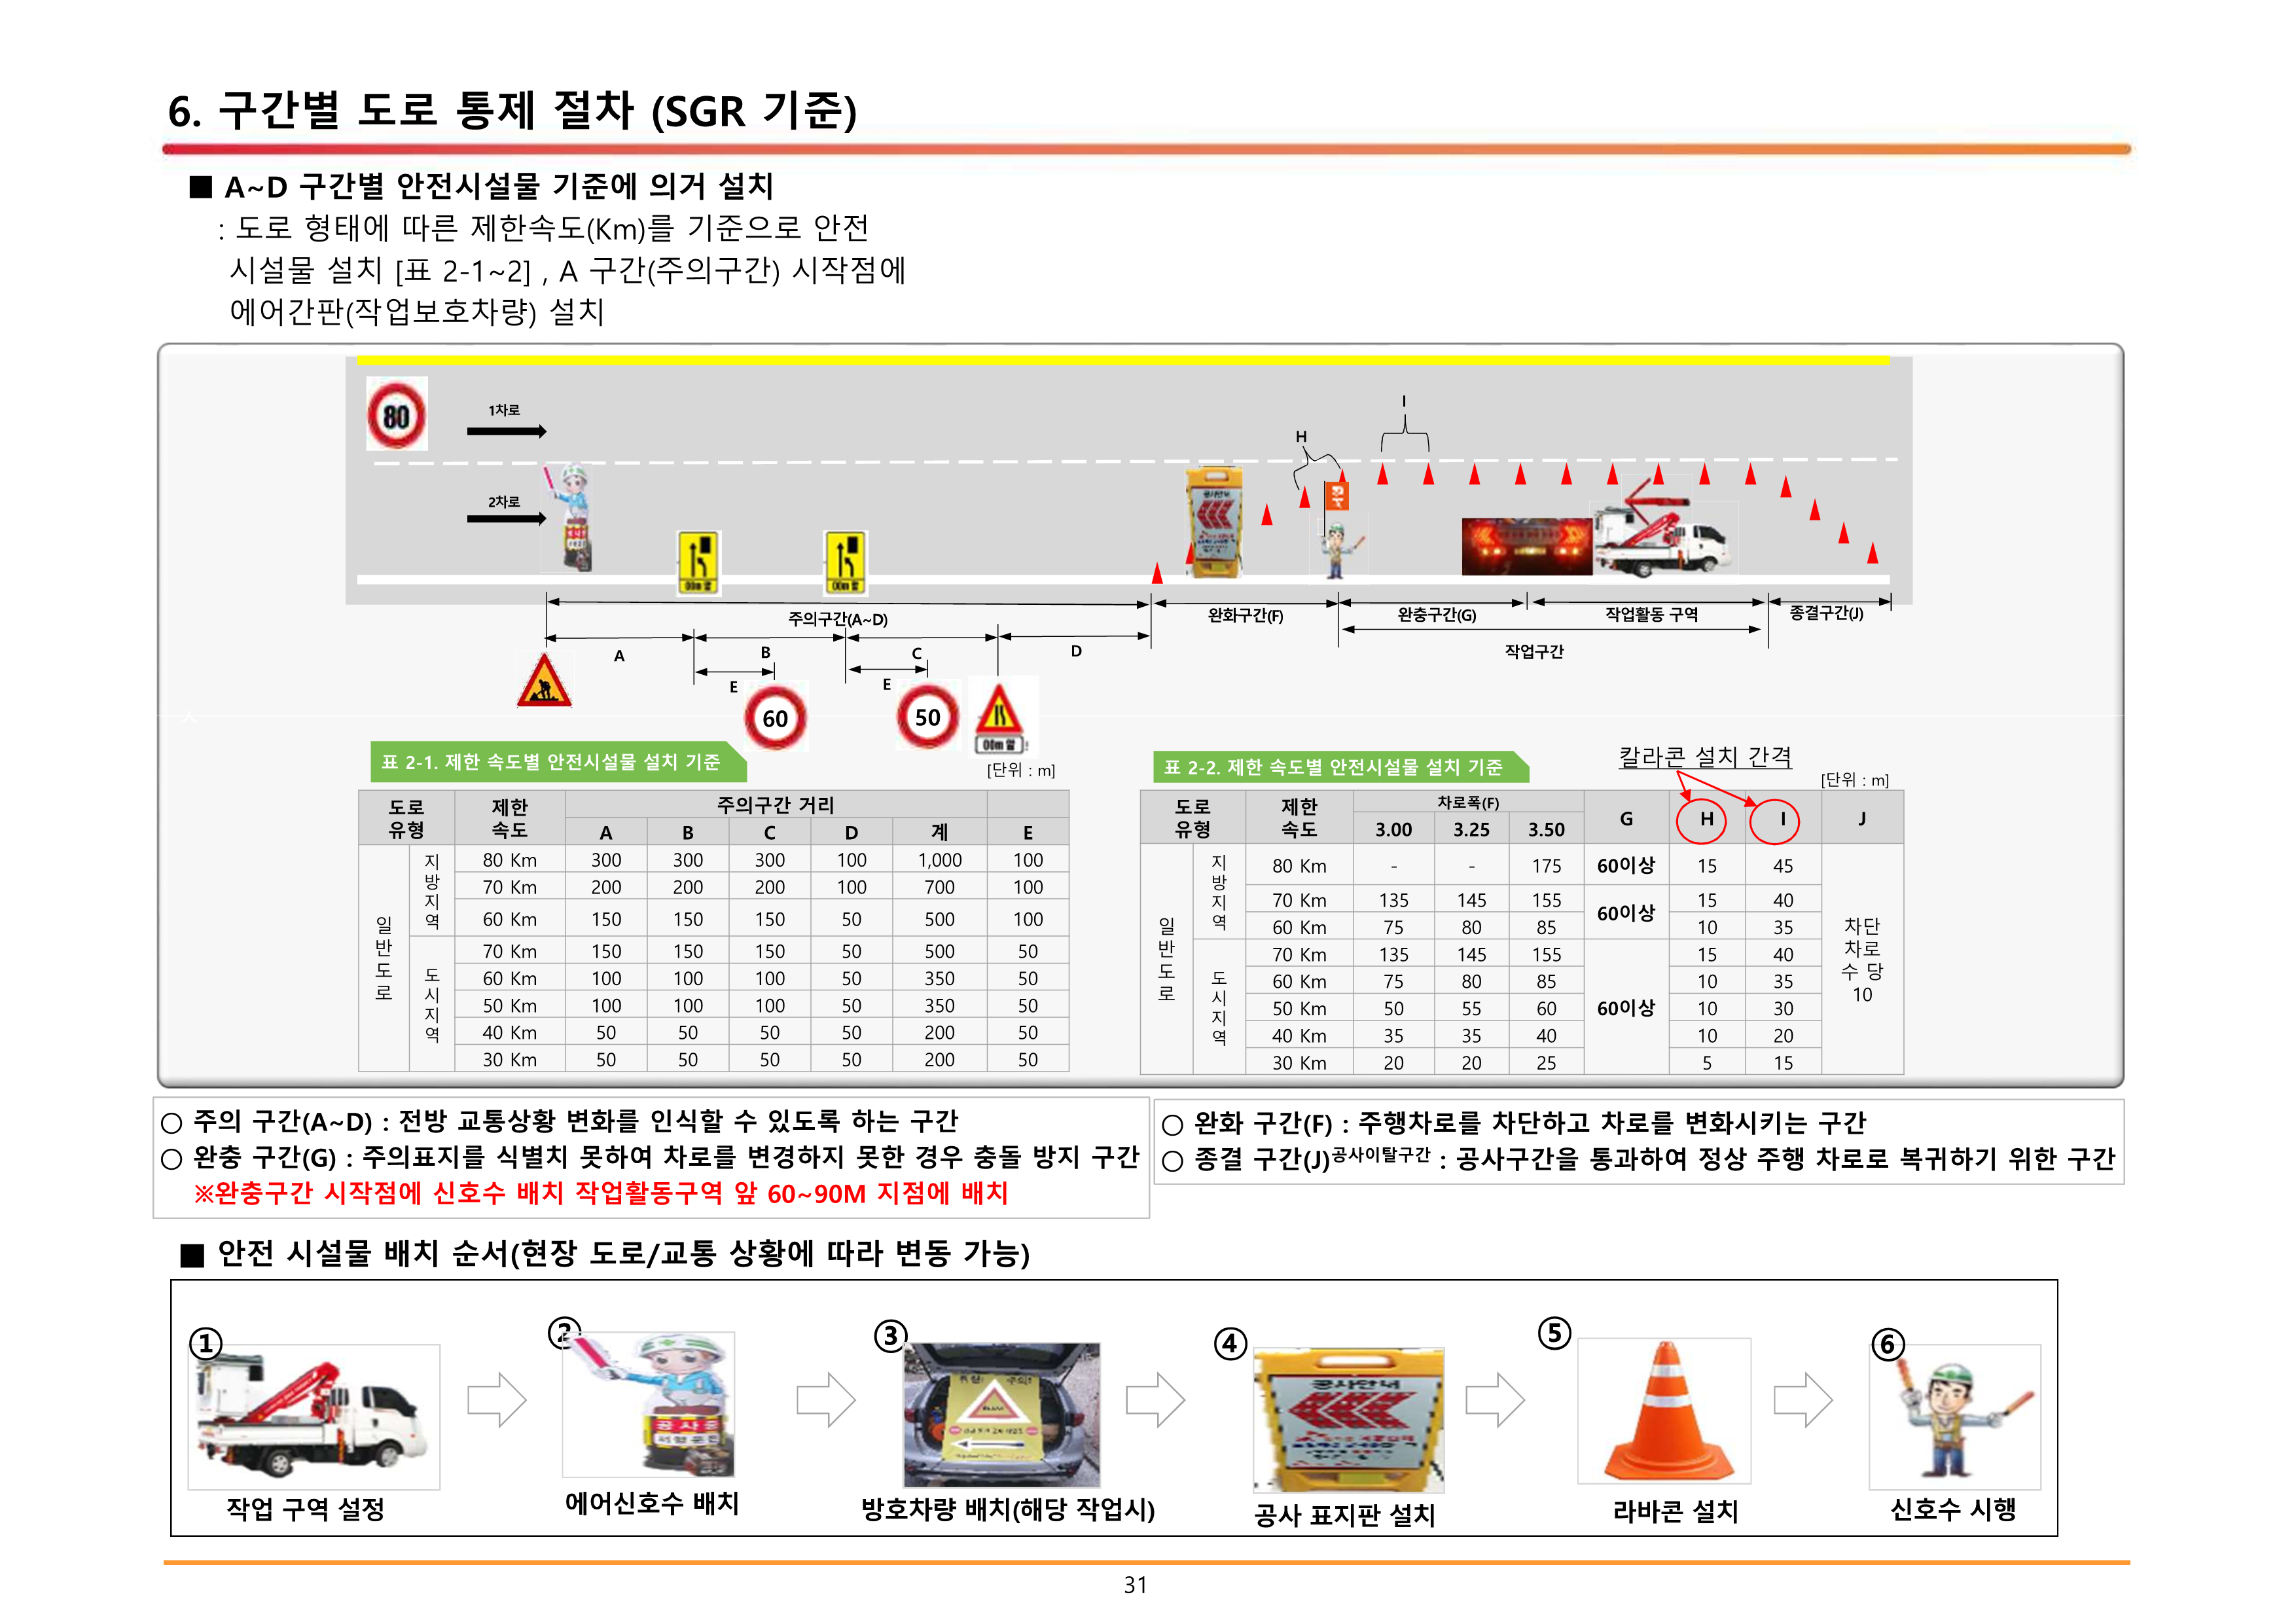 6. 구간별 도로 통제 절차 (SGR 기준)
■ A~D 구간별 안전시설물 기준에 의거 설치
: 도로 형태에 따른 제한속도(Km)를 기준으로 안전
시설물 설치 [표 2-1~2] , A 구간(주의구간) 시작점에
에어간판(작업보호차량) 설치
80
1차로
2차로
H
I
공사안내
00m 앞
00m 앞
주의구간(A~D)
완화구간(F)
완충구간(G)
작업활동 구역
종결구간(J)
작업구간
A
B
C
D
E
E
60
50
00m 앞
표 2-1. 제한 속도별 안전시설물 설치 기준
[단위 : m]
도로 유형 제한 속도 주의구간 거리
A B C D 계 E
일반도로
지방지역
80 Km 300 300 300 100 1,000 100
70 Km 200 200 200 100 700 100
60 Km 150 150 150 50 500 100
도시지역
70 Km 150 150 150 50 500 50
60 Km 100 100 100 50 350 50
50 Km 100 100 100 50 350 50
40 Km 50 50 50 50 200 50
30 Km 50 50 50 50 200 50
표 2-2. 제한 속도별 안전시설물 설치 기준
칼라콘 설치 간격
[단위 : m]
도로 유형 제한 속도 차로폭(F) G H I J
3.00 3.25 3.50
일반도로
지방지역
80 Km - - 175 60이상 15 45
70 Km 135 145 155 60이상 15 40
60 Km 75 80 85 10 35
도시지역
70 Km 135 145 155 15 40
60 Km 75 80 85 10 35
50 Km 50 55 60 60이상 10 30
40 Km 35 35 40 10 20
30 Km 20 20 25 5 15
차단
차로
수 당
10
○ 주의 구간(A~D) : 전방 교통상황 변화를 인식할 수 있도록 하는 구간
○ 완충 구간(G) : 주의표지를 식별치 못하여 차로를 변경하지 못한 경우 충돌 방지 구간
※완충구간 시작점에 신호수 배치 작업활동구역 앞 60~90M 지점에 배치
○ 완화 구간(F) : 주행차로를 차단하고 차로를 변화시키는 구간
○ 종결 구간(J)공사이탈구간 : 공사구간을 통과하여 정상 주행 차로로 복귀하기 위한 구간
■ 안전 시설물 배치 순서(현장 도로/교통 상황에 따라 변동 가능)
①
작업 구역 설정
②
공사중
에어신호수 배치
③
방호차량 배치(해당 작업시)
④
공사안내
공사 표지판 설치
⑤
라바콘 설치
⑥
신호수 시행
31